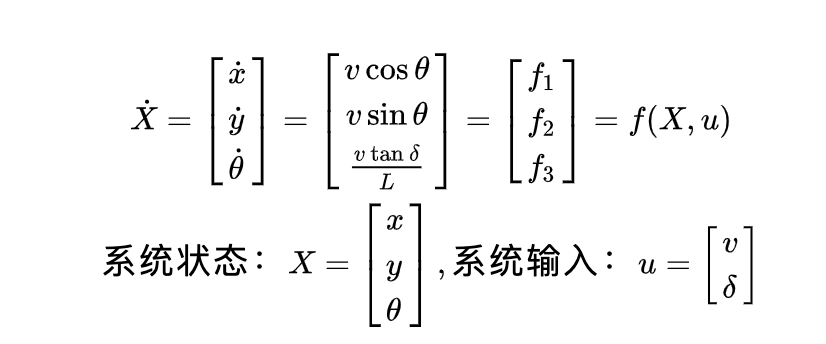 $\dot{X} = \begin{bmatrix} \dot{x} \\ \dot{y} \\ \dot{\theta} \end{bmatrix} = \begin{bmatrix} v\cos\theta \\ v\sin\theta \\ \frac{v\tan\delta}{L} \end{bmatrix} = \begin{bmatrix} f_1 \\ f_2 \\ f_3 \end{bmatrix} = f(X, u)$
系统状态：$X = \begin{bmatrix} x \\ y \\ \theta \end{bmatrix}$ ,系统输入：$u = \begin{bmatrix} v \\ \delta \end{bmatrix}$